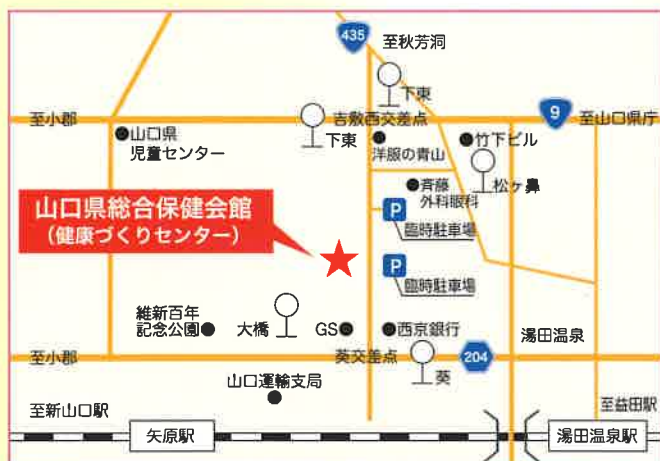 435
至秋芳洞
下東
至小郡
吉敷西交差点
9
至山口県庁
山口県
児童センター
下東
洋服の青山
竹下ビル
松ヶ鼻
斉藤
外科眼科
山口県総合保健会館
（健康づくりセンター）
P
臨時駐車場
P
臨時駐車場
維新百年
記念公園
大橋
GS
西京銀行
湯田温泉
至小郡
葵交差点
204
葵
山口運輸支局
至新山口駅
至益田駅
矢原駅
湯田温泉駅